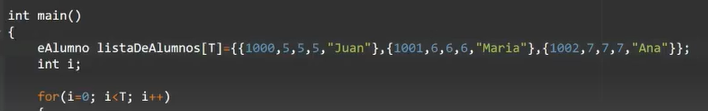 int main()
{
eAlumno listaDeAlumnos[T]={{1000,5,5,5,"Juan"},{1001,6,6,6,"Maria"},{1002,7,7,7,"Ana"}};
int i;
for(i=0; i<T; i++)
{